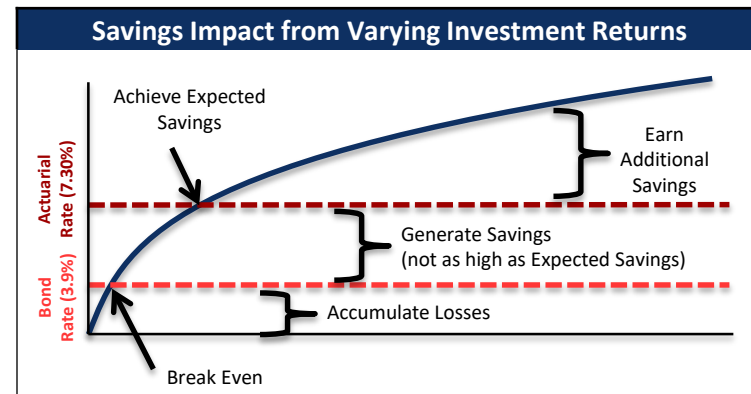 Savings Impact from Varying Investment Returns
Achieve Expected
Savings
Earn
Additional
Savings
Actuarial
Rate (7.30%)
Generate Savings
(not as high as Expected Savings)
Bond
Rate (3.9%)
Accumulate Losses
Break Even